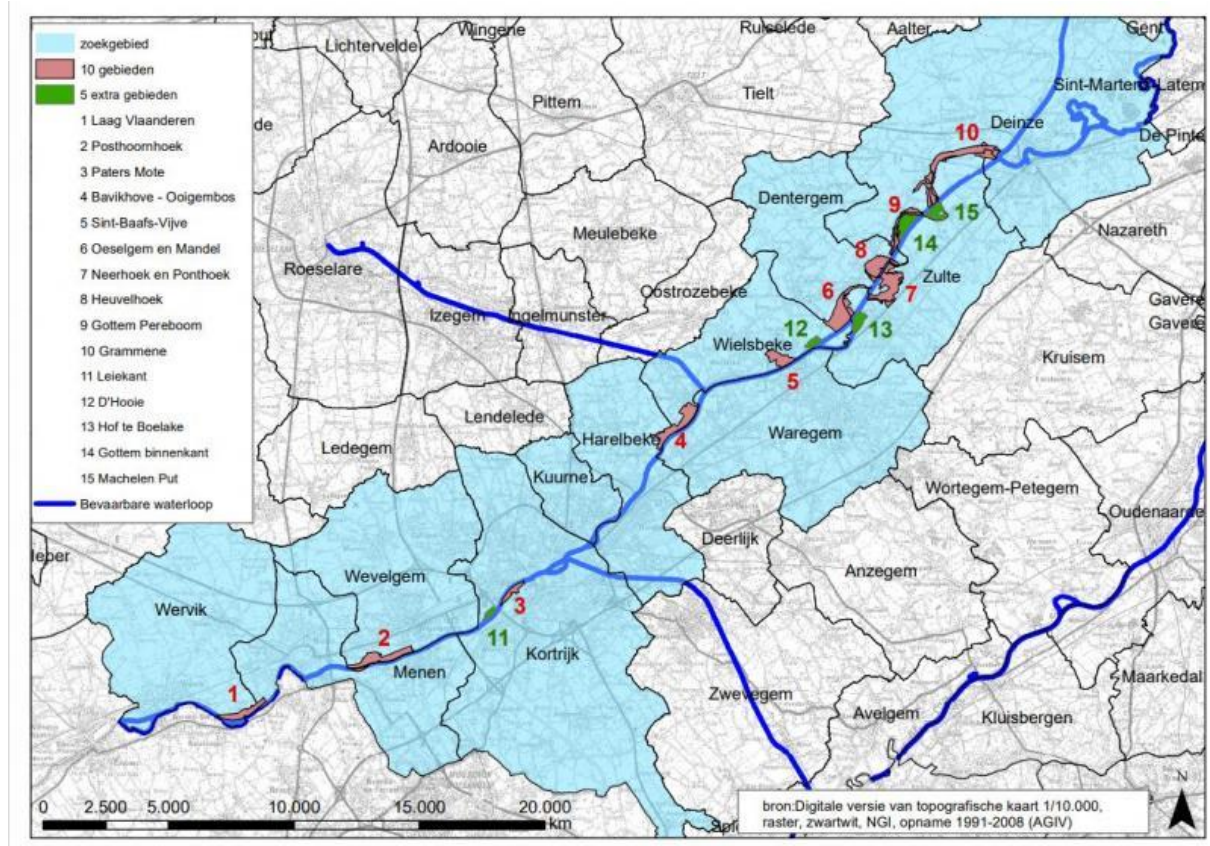 zoekgebied
10 gebieden
5 extra gebieden
1 Laag Vlaanderen
2 Posthoornhoek
3 Paters Mote
4 Bavikhove - Ooigembos
5 Sint-Baafs-Vijve
6 Oeselgem en Mandel
7 Neerhoek en Ponthoek
8 Heuvelhoek
9 Gottem Pereboom
10 Grammene
11 Leiekant
12 D'Hooie
13 Hof te Boelake
14 Gottem binnenkant
15 Machelen Put
Bevaarbare waterloop
Lichtervelde
Wingene
Ruiselede
Aalter
Gent
Pittem
Tielt
Sint-Martens-Latem
Deinze
De Pinte
Ardooie
10
Dentergem
9
15
Meulebeke
14
Nazareth
Roeselare
8
Zulte
Oostrozebeke
6
7
Gavere
Gavere
Izegem
Ingelmunster
12
13
Wielsbeke
Kruisem
5
Lendelede
Harelbeke
4
Waregem
Ledegem
Kuurne
Wortegem-Petegem
Oudenaarde
Deerlijk
Ieper
Anzegem
Wevelgem
Wervik
3
11
2
Kortrijk
Menen
Maarkedal
1
Zwevegem
Avelgem
Kluisbergen
0 2.500 5.000 10.000 15.000 20.000
km
N
bron:Digitale versie van topografische kaart 1/10.000,
raster, zwartwit, NGI, opname 1991-2008 (AGIV)